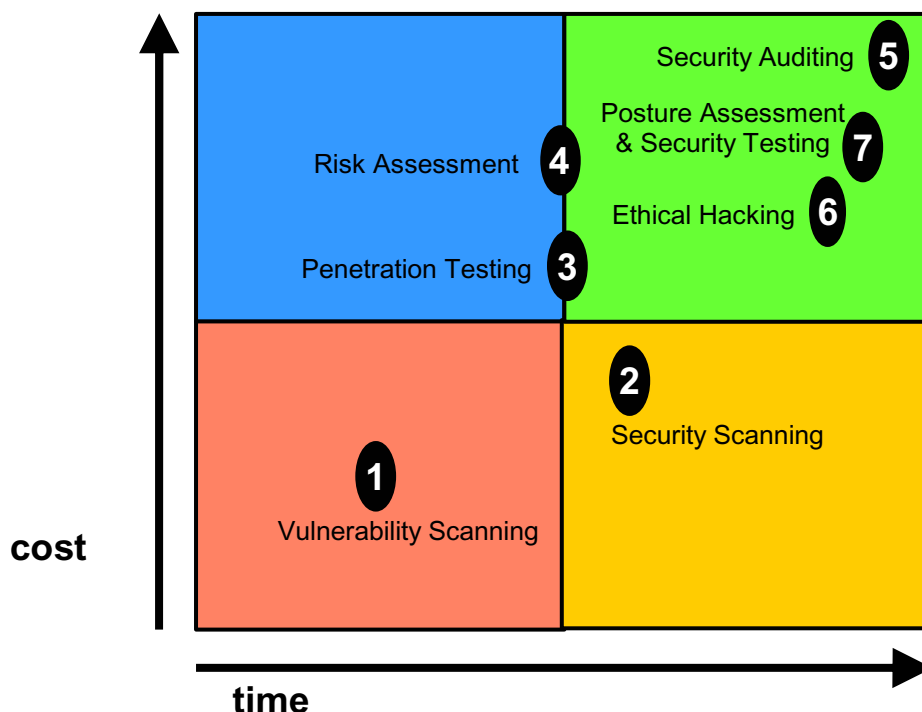 Security Auditing 5
Posture Assessment
& Security Testing 7
Risk Assessment 4
Ethical Hacking 6
Penetration Testing 3
2
Security Scanning
1
Vulnerability Scanning
cost
time